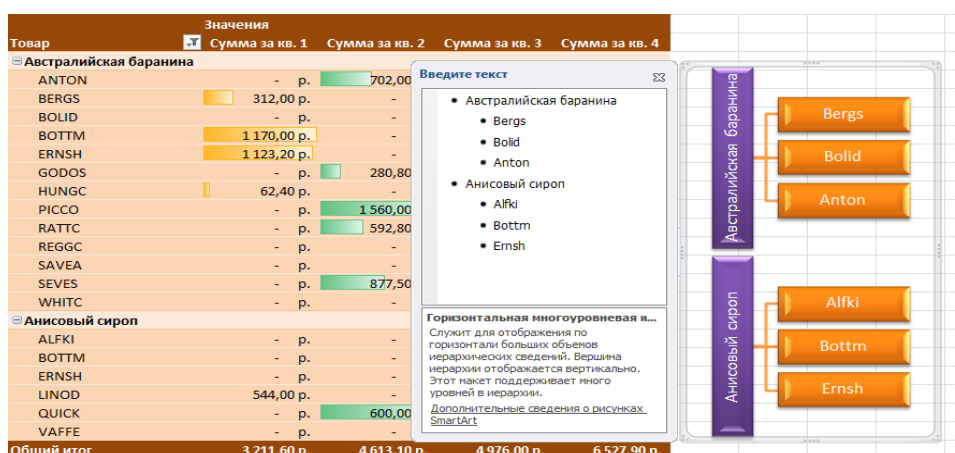 Значения
Товар Сумма за кв. 1 Сумма за кв. 2 Сумма за кв. 3 Сумма за кв. 4
Австралийская баранина
ANTON - р. 702,00
BERGS 312,00 р. -
BOLID - р. -
BOTTM 1 170,00 р. -
ERNSH 1 123,20 р. -
GODOS - р. 280,80
HUNGC 62,40 р. -
PICCO - р. 1 560,00
RATTC - р. 592,80
REGGC - р. -
SAVEA - р. -
SEVES - р. 877,50
WHITC - р. -
Анисовый сироп
ALFKI - р. -
BOTTM - р. -
ERNSH - р. -
LINOD 544,00 р. -
QUICK - р. 600,00
VAFFE - р. -
Общий итог 3 211,60 р. 4 613,10 р. 4 976,00 р. 6 527,90 р.
Введите текст
• Австралийская баранина
• Bergs
• Bolid
• Anton
• Анисовый сироп
• Alfki
• Bottm
• Ernsh
Горизонтальная многоуровневая и...
Служит для отображения по
горизонтали больших объемов
иерархических сведений. Вершина
иерархии отображается вертикально.
Этот макет поддерживает много
уровней в иерархии.
Дополнительные сведения о рисунках
SmartArt
Австралийская баранина
Bergs
Bolid
Anton
Анисовый сироп
Alfki
Bottm
Ernsh